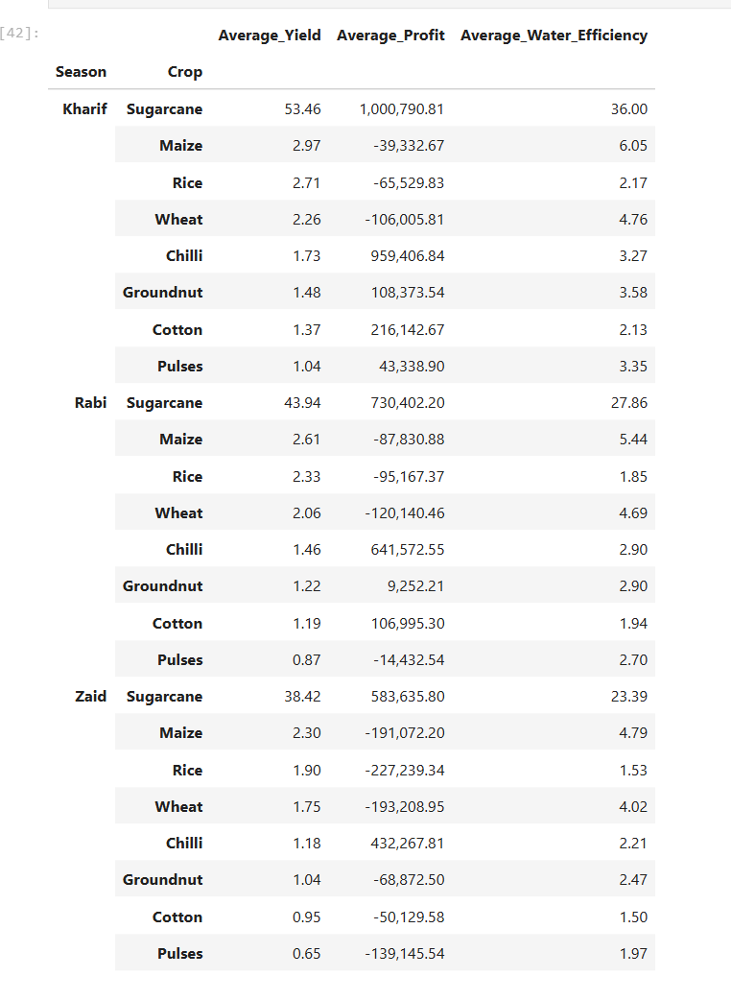 [42]:
Average_Yield Average_Profit Average_Water_Efficiency
Season Crop
Kharif Sugarcane 53.46 1,000,790.81 36.00
Maize 2.97 -39,332.67 6.05
Rice 2.71 -65,529.83 2.17
Wheat 2.26 -106,005.81 4.76
Chilli 1.73 959,406.84 3.27
Groundnut 1.48 108,373.54 3.58
Cotton 1.37 216,142.67 2.13
Pulses 1.04 43,338.90 3.35
Rabi Sugarcane 43.94 730,402.20 27.86
Maize 2.61 -87,830.88 5.44
Rice 2.33 -95,167.37 1.85
Wheat 2.06 -120,140.46 4.69
Chilli 1.46 641,572.55 2.90
Groundnut 1.22 9,252.21 2.90
Cotton 1.19 106,995.30 1.94
Pulses 0.87 -14,432.54 2.70
Zaid Sugarcane 38.42 583,635.80 23.39
Maize 2.30 -191,072.20 4.79
Rice 1.90 -227,239.34 1.53
Wheat 1.75 -193,208.95 4.02
Chilli 1.18 432,267.81 2.21
Groundnut 1.04 -68,872.50 2.47
Cotton 0.95 -50,129.58 1.50
Pulses 0.65 -139,145.54 1.97